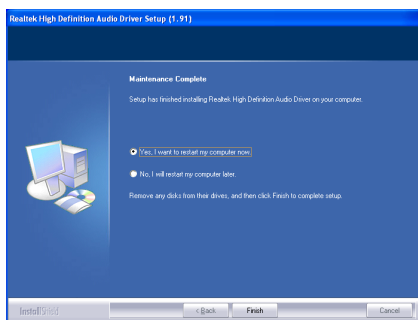 Realtek High Definition Audio Driver Setup (1.91)
Maintenance Complete
Setup has finished installing Realtek High Definition Audio Driver on your computer.
Yes, I want to restart my computer now.
No, I will restart my computer later.
Remove any disks from their drives, and then click Finish to complete setup.
InstallShield
< Back
Finish
Cancel